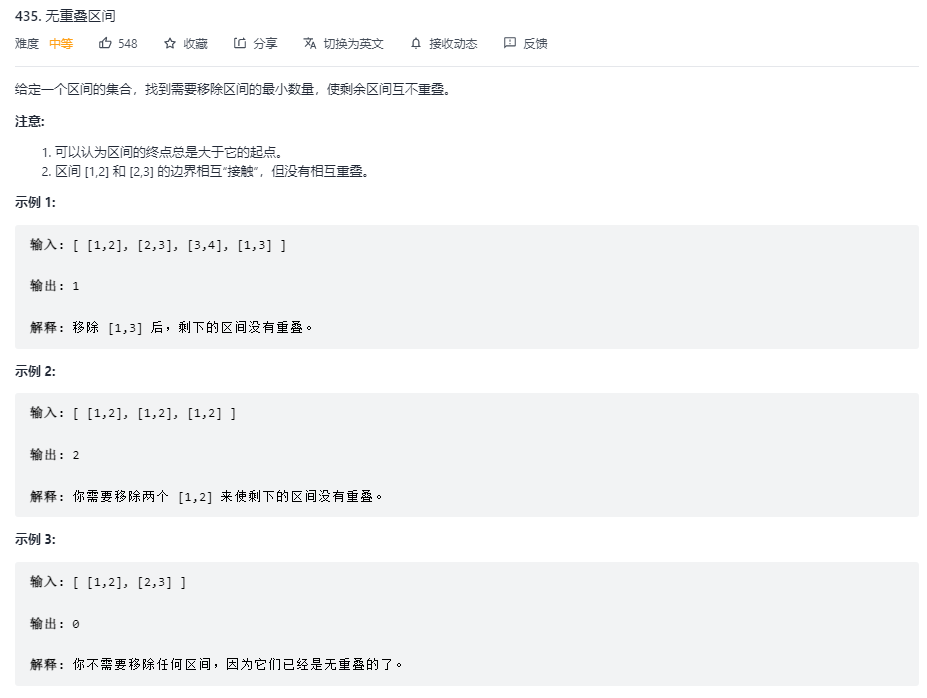 435. 无重叠区间
难度 中等 548 收藏 分享 切换为英文 接收动态 反馈
给定一个区间的集合，找到需要移除区间的最小数量，使剩余区间互不重叠。
注意:
1. 可以认为区间的终点总是大于它的起点。
2. 区间 [1,2] 和 [2,3] 的边界相互“接触”，但没有相互重叠。
示例 1:
输入: [ [1,2], [2,3], [3,4], [1,3] ]
输出: 1
解释: 移除 [1,3] 后，剩下的区间没有重叠。
示例 2:
输入: [ [1,2], [1,2], [1,2] ]
输出: 2
解释: 你需要移除两个 [1,2] 来使剩下的区间没有重叠。
示例 3:
输入: [ [1,2], [2,3] ]
输出: 0
解释: 你不需要移除任何区间，因为它们已经是无重叠的了。